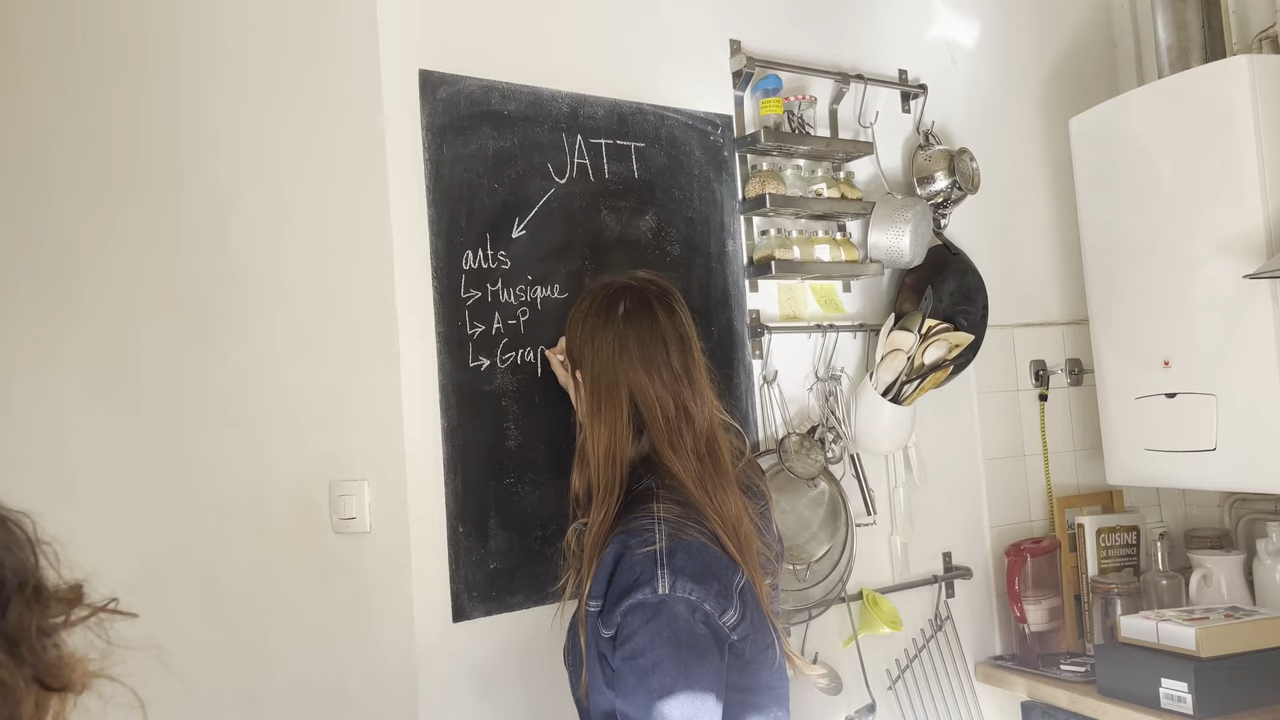 JATT
arts
↳ Musique
↳ A-P
↳ Grap
CUISINE
DE RÉFÉRENCE